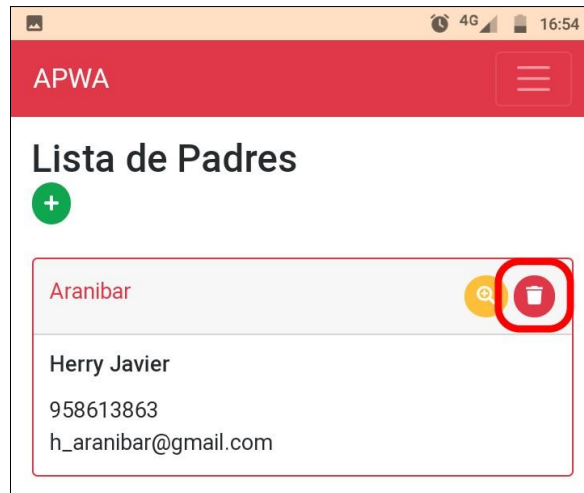 4G 16:54
APWA
Lista de Padres
Aranibar
Herry Javier
958613863
h_aranibar@gmail.com